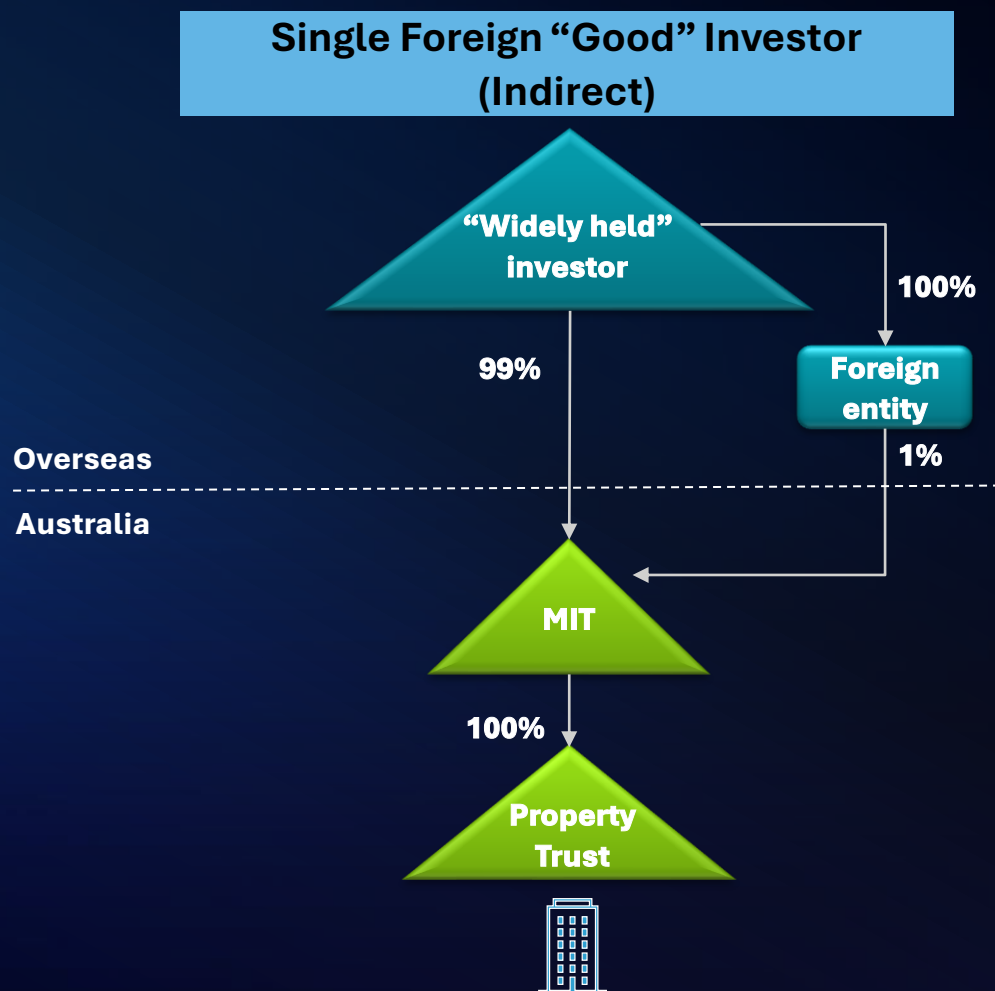 Single Foreign “Good” Investor
(Indirect)
“Widely held”
investor
100%
99%
Foreign
entity
1%
Overseas
Australia
MIT
100%
Property
Trust